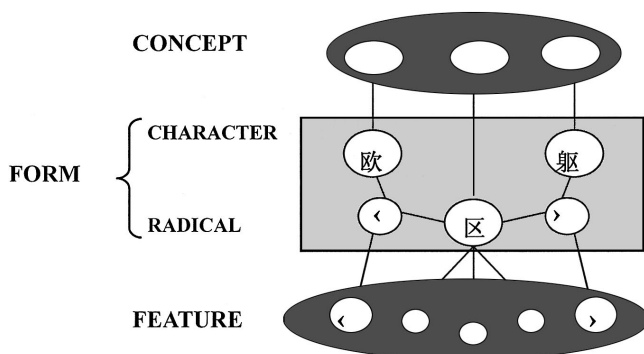 CONCEPT
CHARACTER
欧
躯
FORM
RADICAL
‹
区
›
FEATURE
‹
›